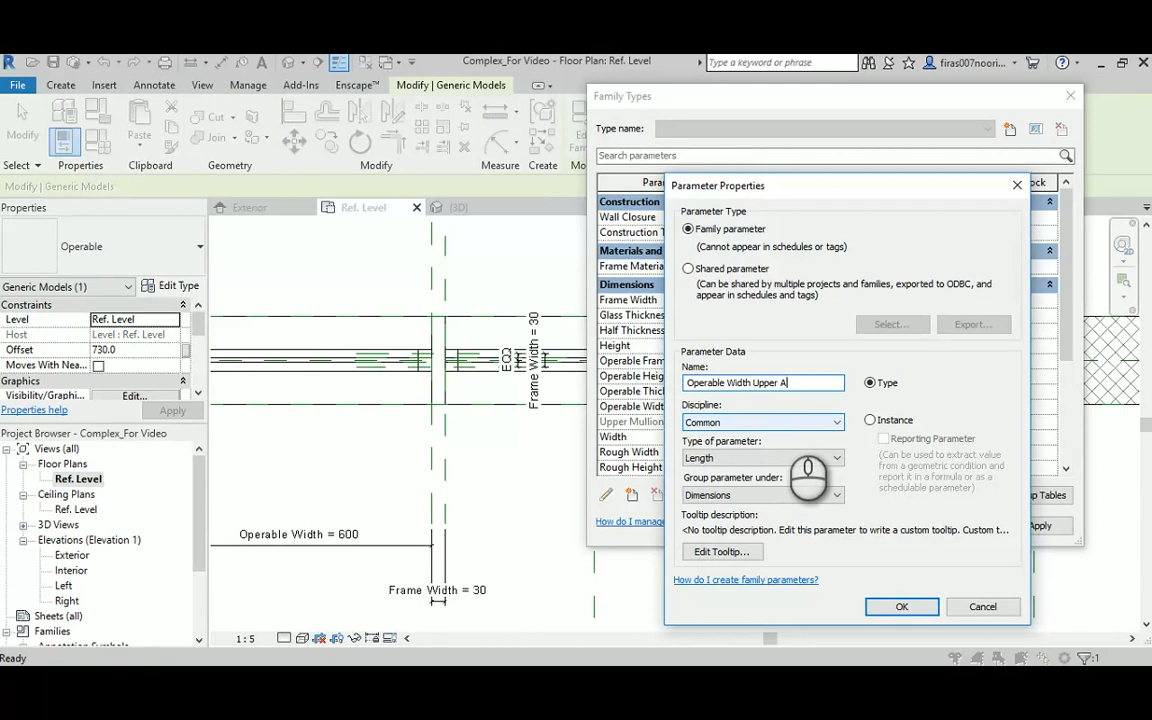 Complex_For Video - Floor Plan: Ref. Level
Type a keyword or phrase
firas007noori...
File Create Insert Annotate View Manage Add-Ins Enscape™ Modify | Generic Models
Modify
Paste
Cut
Join
Select Properties Clipboard Geometry Modify Measure Create
Modify | Generic Models
Properties
Operable
Generic Models (1)
Edit Type
Constraints
Level Ref. Level
Host Level : Ref. Level
Offset 730.0
Moves With Nea...
Graphics
Visibility/Graphi... Edit...
Properties help
Apply
Project Browser - Complex_For Video
Views (all)
Floor Plans
Ref. Level
Ceiling Plans
Ref. Level
3D Views
Elevations (Elevation 1)
Exterior
Interior
Left
Right
Sheets (all)
Families
Annotation Symbols
Ready
Exterior
Ref. Level
{3D}
EQ
Frame Width = 30
Operable Width = 600
Frame Width = 30
1:5
Family Types
Type name:
Search parameters
Para
ock
Construction
Wall Closure
Construction T
Materials and
Frame Materia
Dimensions
Frame Width
Glass Thickness
Half Thickness
Height
Operable Fram
Operable Heig
Operable Thick
Operable Widt
Upper Mullion
Width
Rough Width
Rough Height
How do I manage
p Tables
Apply
Parameter Properties
Parameter Type
Family parameter
(Cannot appear in schedules or tags)
Shared parameter
(Can be shared by multiple projects and families, exported to ODBC, and
appear in schedules and tags)
Select...
Export...
Parameter Data
Name:
Operable Width Upper A
Type
Discipline:
Common
Instance
Type of parameter:
Reporting Parameter
Length
(Can be used to extract value
from a geometric condition and
report it in a formula or as a
schedulable parameter)
Group parameter under:
Dimensions
Tooltip description:
<No tooltip description. Edit this parameter to write a custom tooltip. Custom t...
Edit Tooltip...
How do I create family parameters?
OK
Cancel
:1